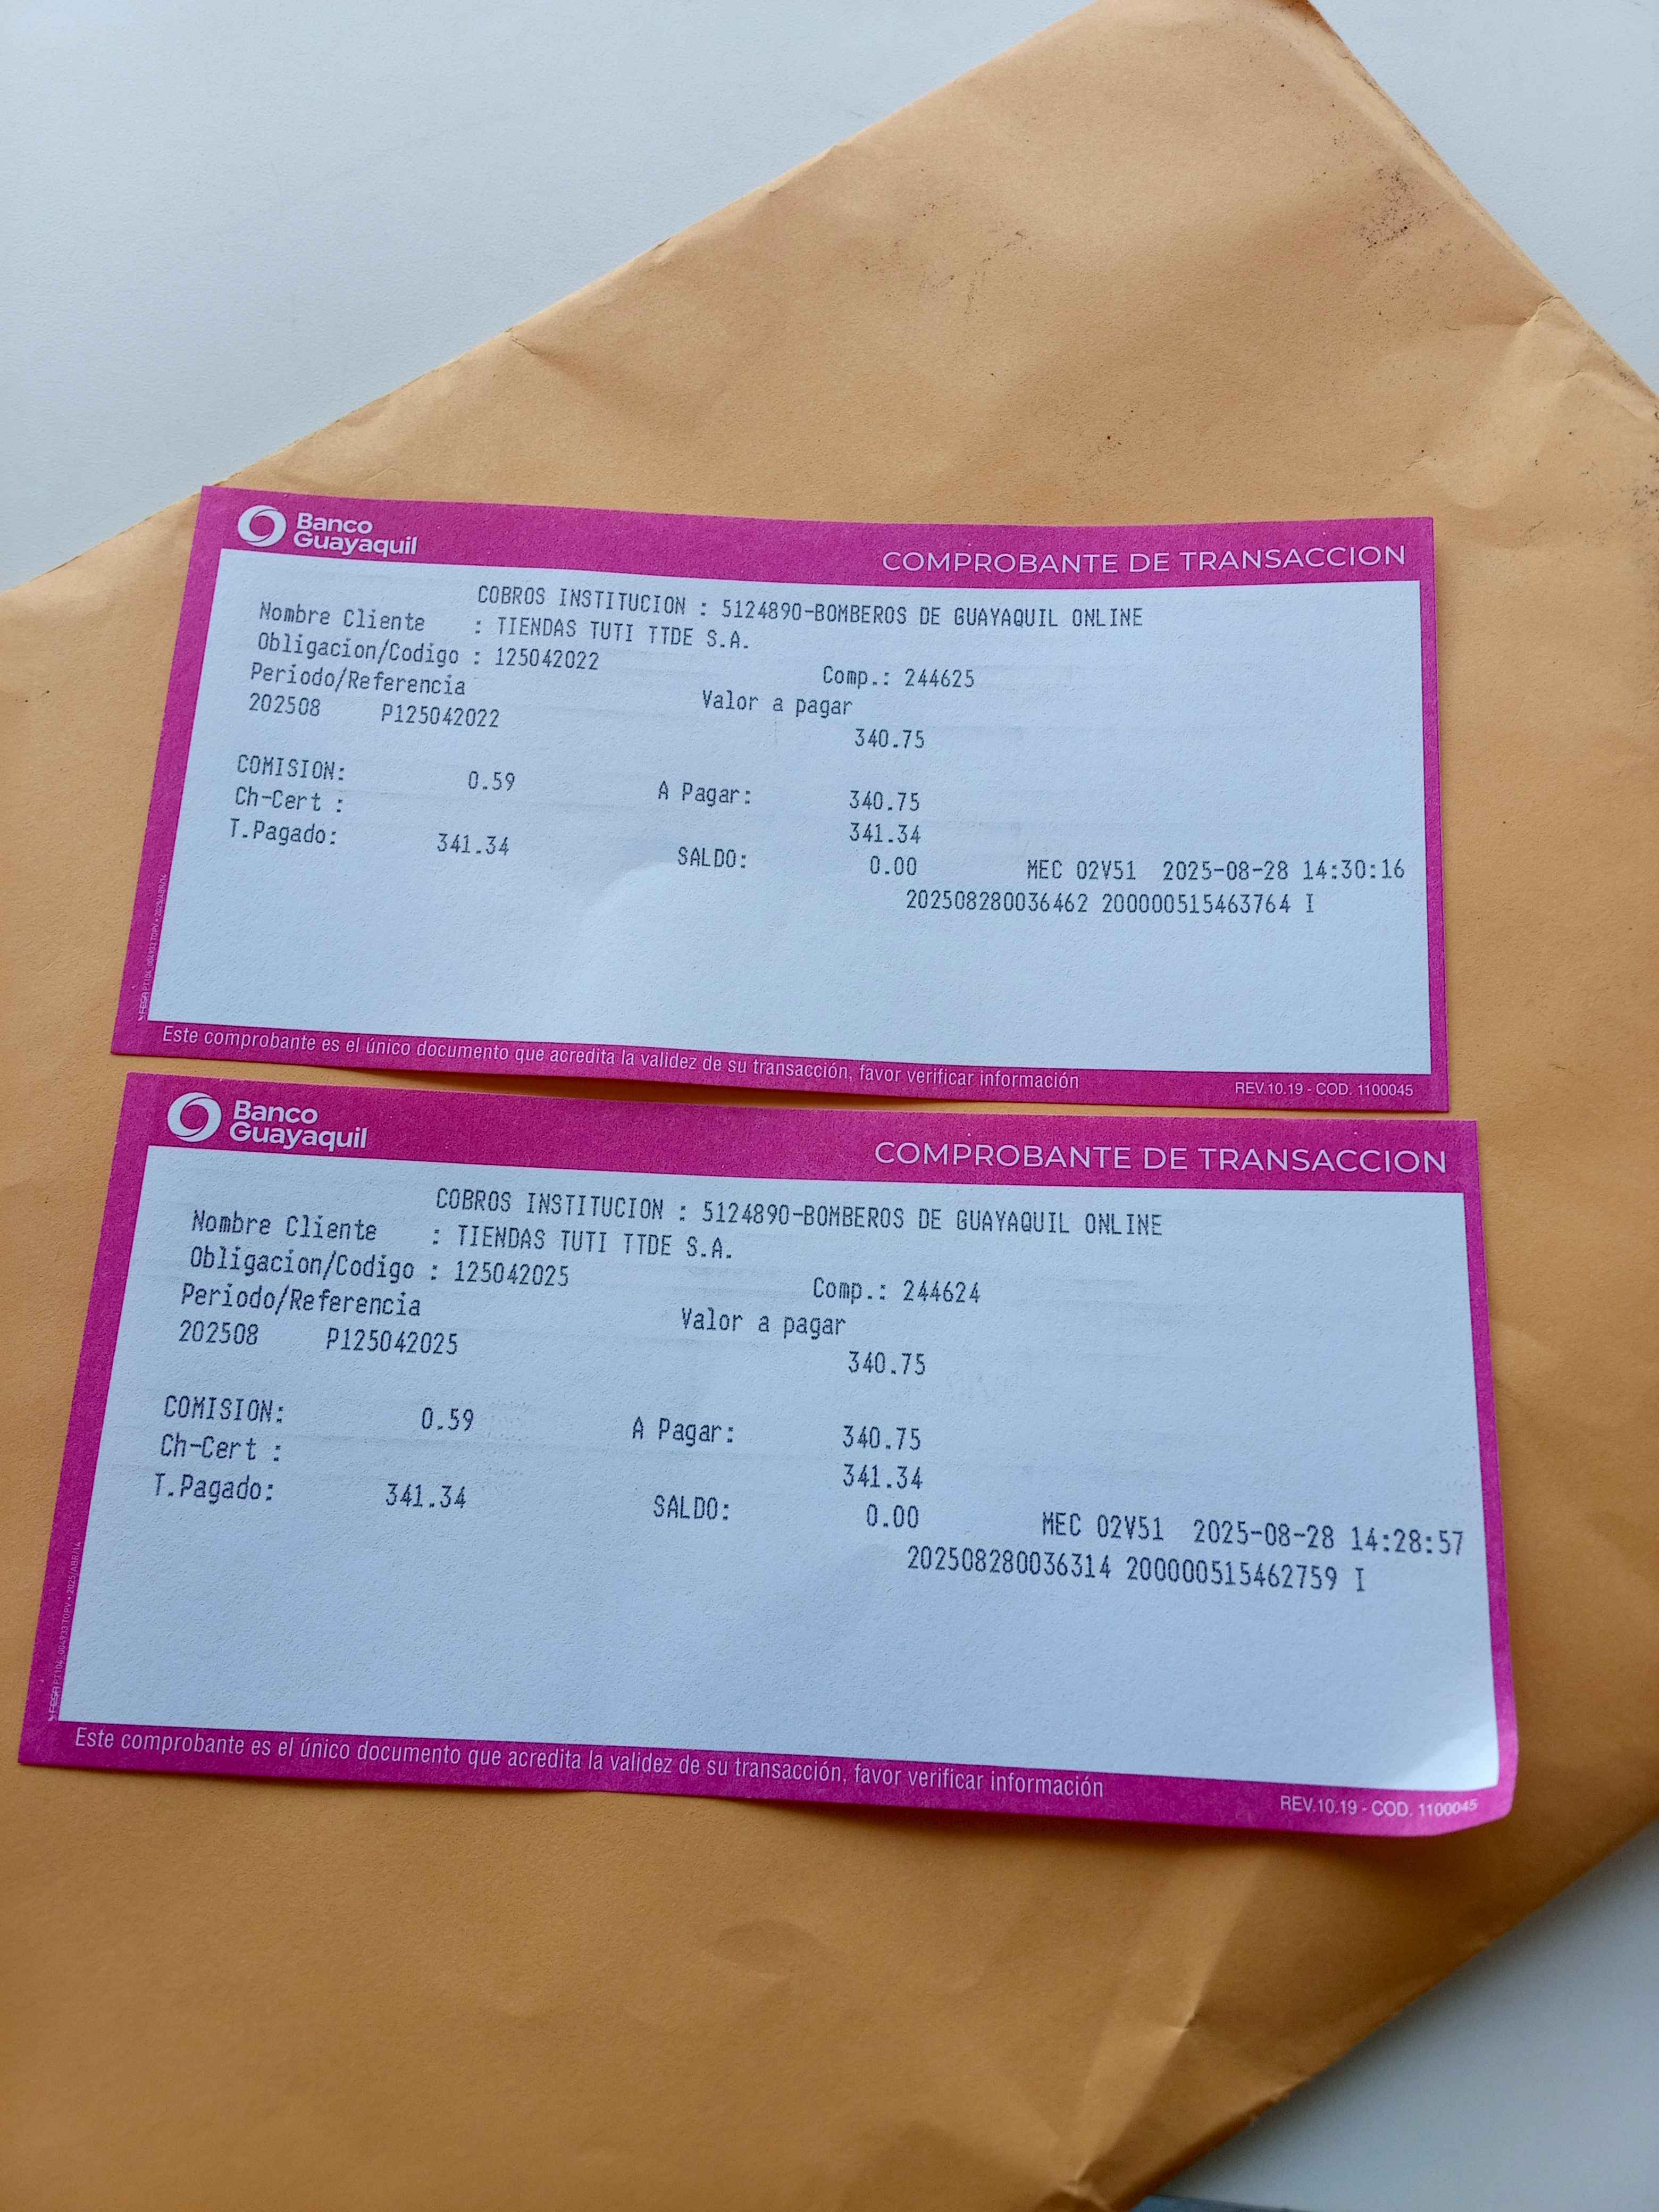 Banco
Guayaquil
COMPROBANTE DE TRANSACCION
COBROS INSTITUCION : 5124890-BOMBEROS DE GUAYAQUIL ONLINE
Nombre Cliente : TIENDAS TUTI TTDE S.A.
Obligacion/Codigo : 125042022 Comp.: 244625
Periodo/Referencia Valor a pagar
202508 P125042022 340.75
COMISION: 0.59 A Pagar: 340.75
Ch-Cert : 341.34
T.Pagado: 341.34 SALDO: 0.00 MEC 02V51 2025-08-28 14:30:16
202508280036462 200000515463764 I
Este comprobante es el único documento que acredita la validez de su transacción, favor verificar información
REV.10.19 - COD. 1100045
Banco
Guayaquil
COMPROBANTE DE TRANSACCION
COBROS INSTITUCION : 5124890-BOMBEROS DE GUAYAQUIL ONLINE
Nombre Cliente : TIENDAS TUTI TTDE S.A.
Obligacion/Codigo : 125042025 Comp.: 244624
Periodo/Referencia Valor a pagar
202508 P125042025 340.75
COMISION: 0.59 A Pagar: 340.75
Ch-Cert : 341.34
T.Pagado: 341.34 SALDO: 0.00 MEC 02V51 2025-08-28 14:28:57
202508280036314 200000515462759 I
Este comprobante es el único documento que acredita la validez de su transacción, favor verificar información
REV.10.19 - COD. 1100045